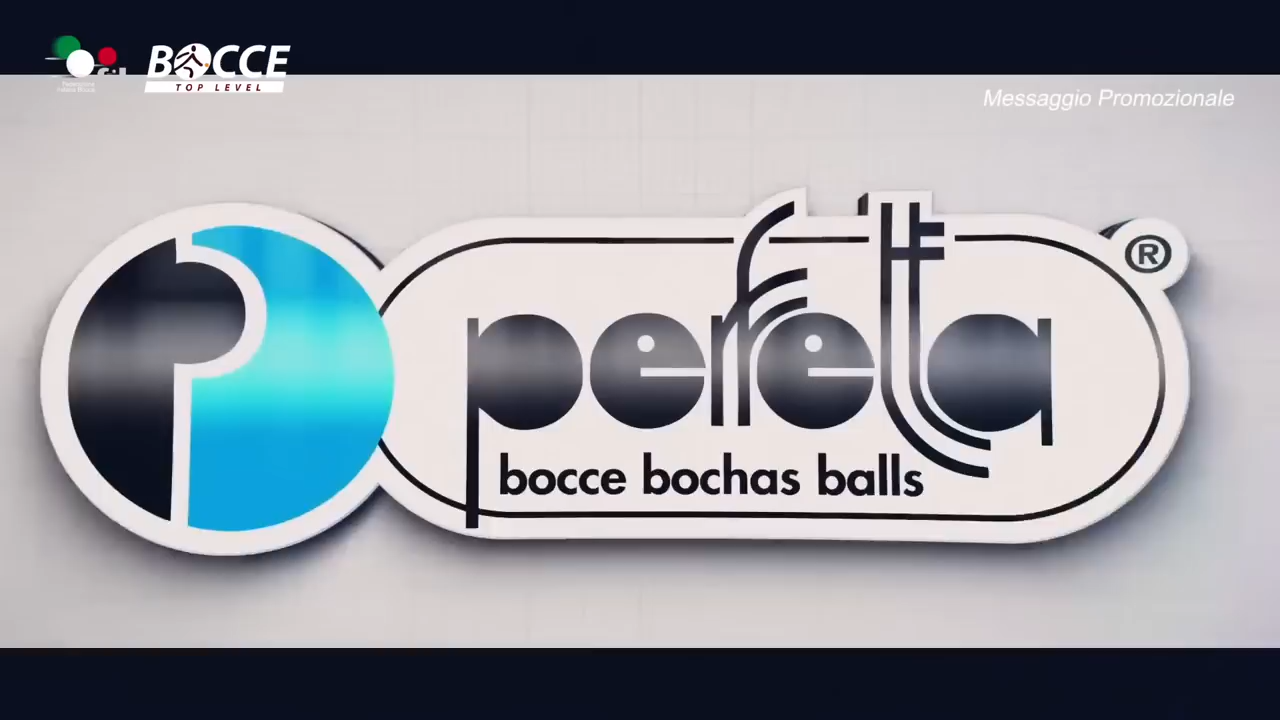 BOCCE
TOP LEVEL
Messaggio Promozionale
perfetta
®
bocce bochas balls